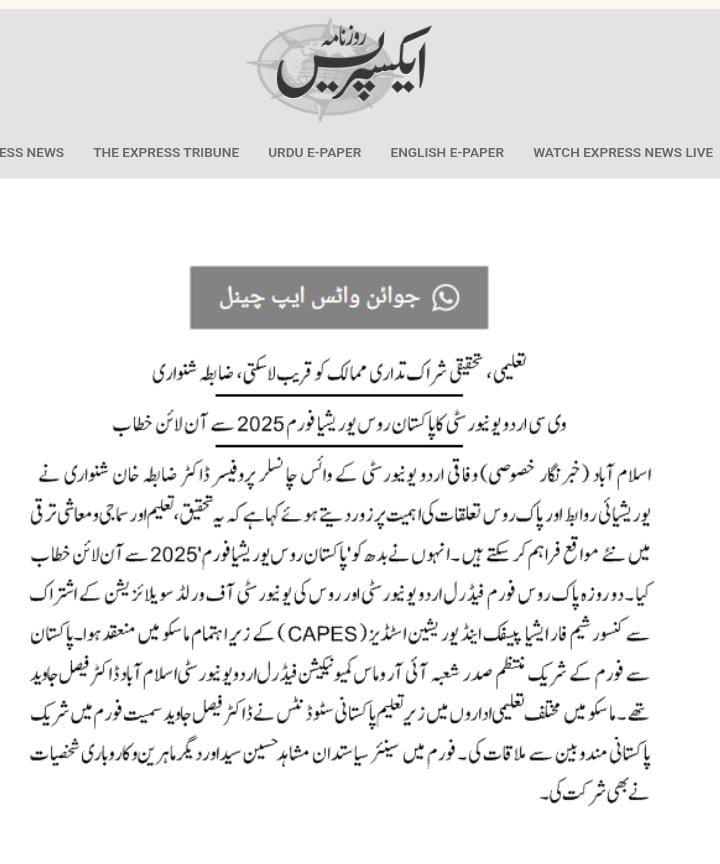 روزنامہ
ایکسپریس
ESS NEWS THE EXPRESS TRIBUNE URDU E-PAPER ENGLISH E-PAPER WATCH EXPRESS NEWS LIVE
جوائن واٹس ایپ چینل
تعلیمی، تحقیقی شراکتداری ممالک کو قریب لاسکتی، ضابطہ شنواری
وی سی اردو یونیورسٹی کا پاکستان روس یوریشیا فورم 2025 سے آن لائن خطاب
اسلام آباد (خبر نگار خصوصی) وفاقی اردو یونیورسٹی کے وائس چانسلر پروفیسر ڈاکٹر ضابطہ خان شنواری نے
یوریشیائی روابط اور پاک روس تعلقات کی اہمیت پر زور دیتے ہوئے کہا ہے کہ یہ تحقیق، تعلیم اور سماجی و معاشی ترقی
میں نئے مواقع فراہم کر سکتے ہیں۔ انہوں نے بدھ کو 'پاکستان روس یوریشیا فورم' 2025 سے آن لائن خطاب
کیا۔ دو روزہ پاک روس فورم فیڈرل اردو یونیورسٹی اور روس کی یونیورسٹی آف ورلڈ سویلائزیشن کے اشتراک
سے کنسورشیم فار ایشیا پیسفک اینڈ یوریشین اسٹڈیز (CAPES) کے زیر اہتمام ماسکو میں منعقد ہوا۔ پاکستان
سے فورم کے شریک منتظم صدر شعبہ آئی آر و ماس کمیونیکیشن فیڈرل اردو یونیورسٹی اسلام آباد ڈاکٹر فیصل جاوید
تھے۔ ماسکو میں مختلف تعلیمی اداروں میں زیر تعلیم پاکستانی سٹوڈنٹس نے ڈاکٹر فیصل جاوید سمیت فورم میں شریک
پاکستانی مندوبین سے ملاقات کی۔ فورم میں سینئر سیاستدان مشاہد حسین سید اور دیگر ماہرین و کاروباری شخصیات
نے بھی شرکت کی۔